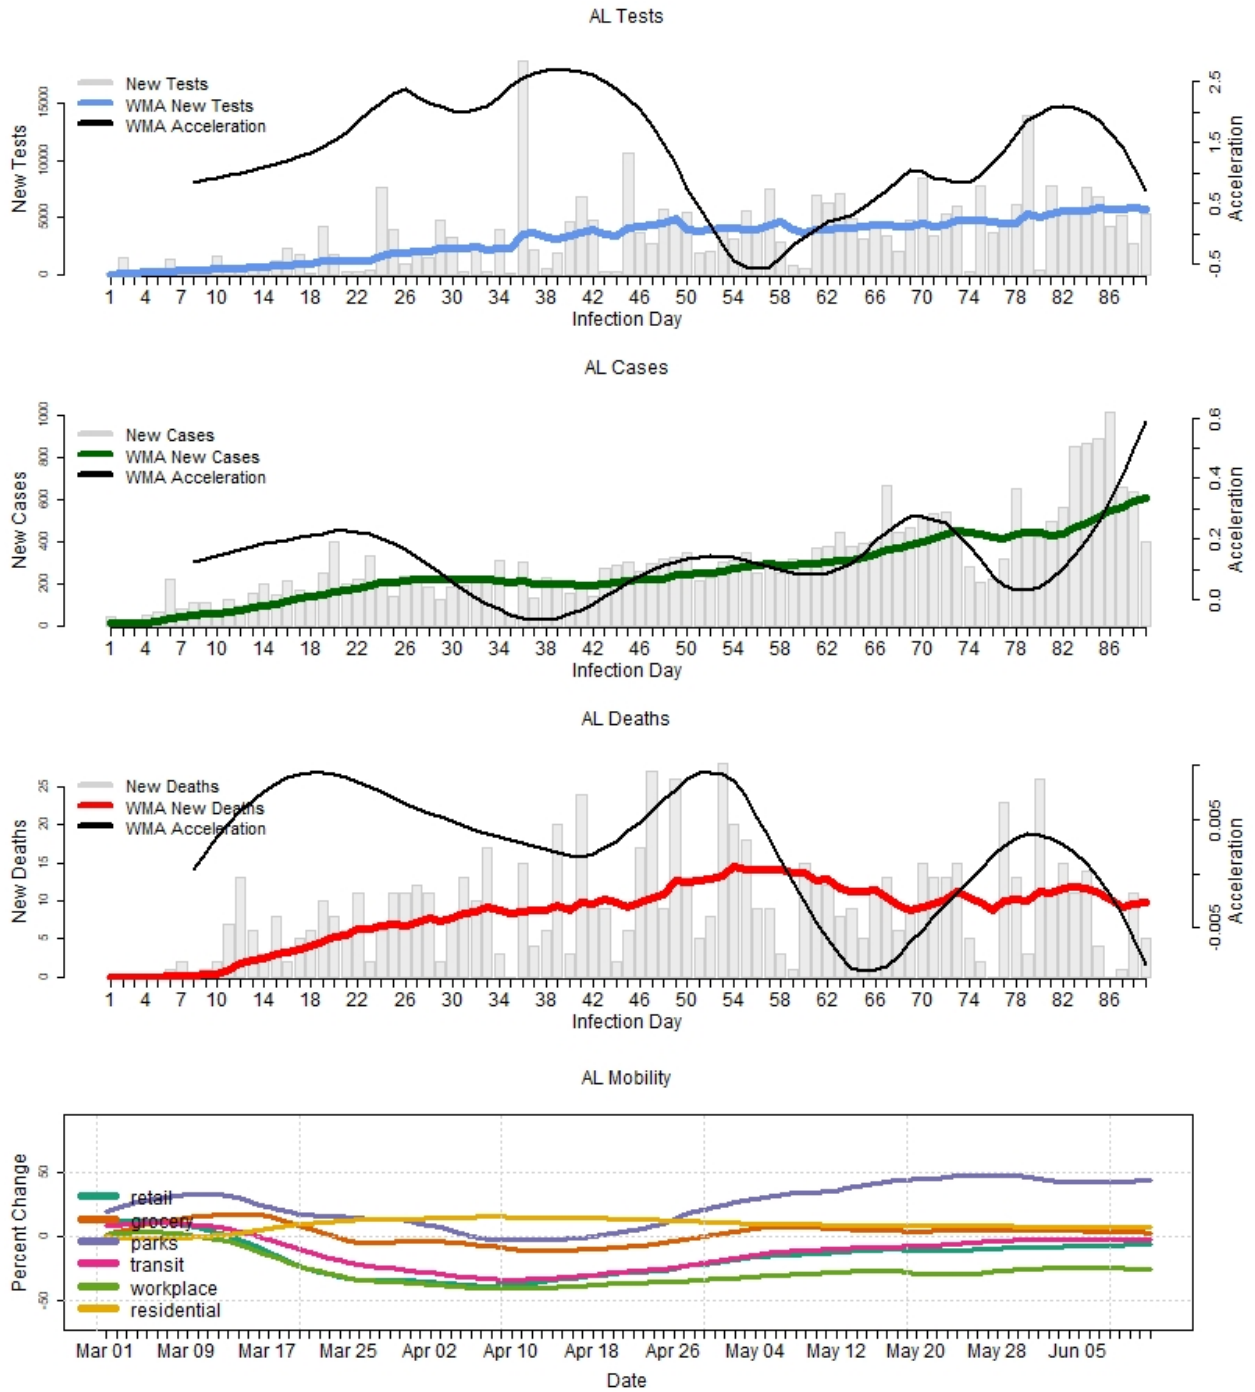 AL Tests
New Tests
WMA New Tests
WMA Acceleration
New Tests
0 5000 10000 15000
Acceleration
-0.5 0.5 1.5 2.5
1 4 7 10 14 18 22 26 30 34 38 42 46 50 54 58 62 66 70 74 78 82 86
Infection Day
AL Cases
New Cases
WMA New Cases
WMA Acceleration
New Cases
0 200 400 600 800 1000
Acceleration
0.0 0.2 0.4 0.6
1 4 7 10 14 18 22 26 30 34 38 42 46 50 54 58 62 66 70 74 78 82 86
Infection Day
AL Deaths
New Deaths
WMA New Deaths
WMA Acceleration
New Deaths
0 5 10 15 20 25
Acceleration
-0.005 0.005
1 4 7 10 14 18 22 26 30 34 38 42 46 50 54 58 62 66 70 74 78 82 86
Infection Day
AL Mobility
Percent Change
-50 0 50
retail
grocery
parks
transit
workplace
residential
Mar 01 Mar 09 Mar 17 Mar 25 Apr 02 Apr 10 Apr 18 Apr 26 May 04 May 12 May 20 May 28 Jun 05
Date